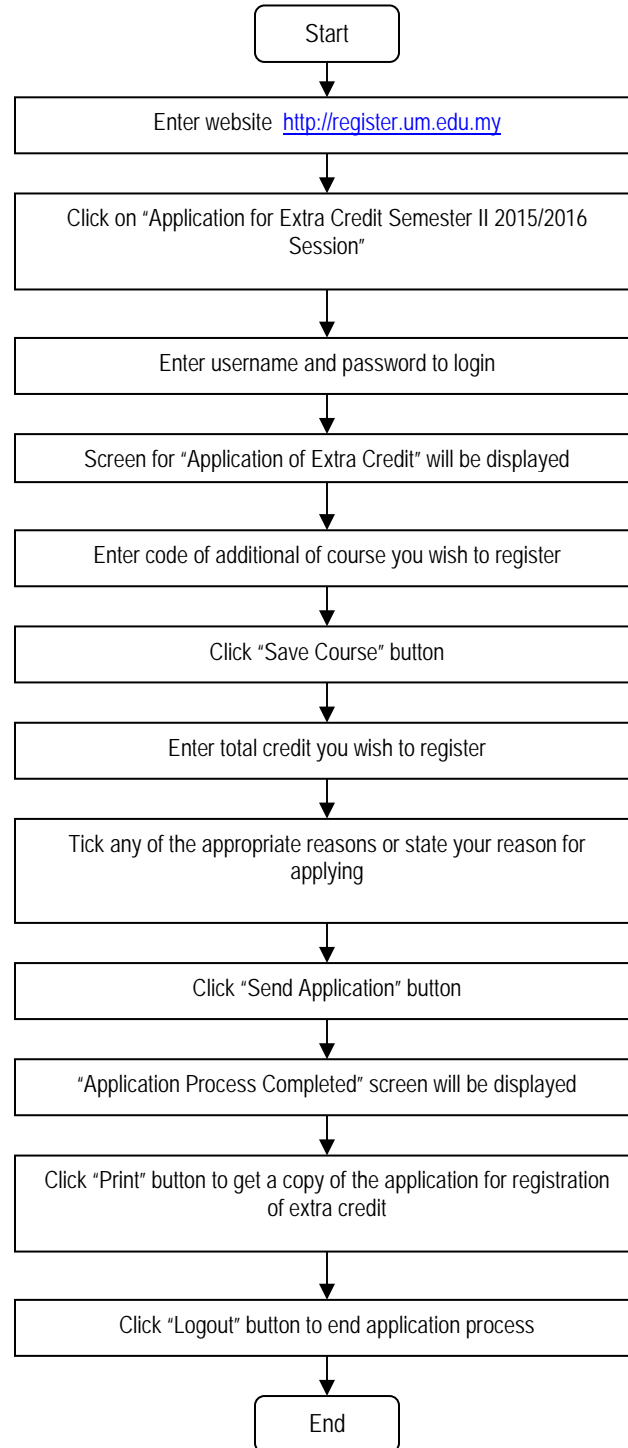 Start
Enter website http://register.um.edu.my
Click on “Application for Extra Credit Semester II 2015/2016
Session”
Enter username and password to login
Screen for “Application of Extra Credit” will be displayed
Enter code of additional of course you wish to register
Click “Save Course” button
Enter total credit you wish to register
Tick any of the appropriate reasons or state your reason for
applying
Click “Send Application” button
“Application Process Completed” screen will be displayed
Click “Print” button to get a copy of the application for registration
of extra credit
Click “Logout” button to end application process
End